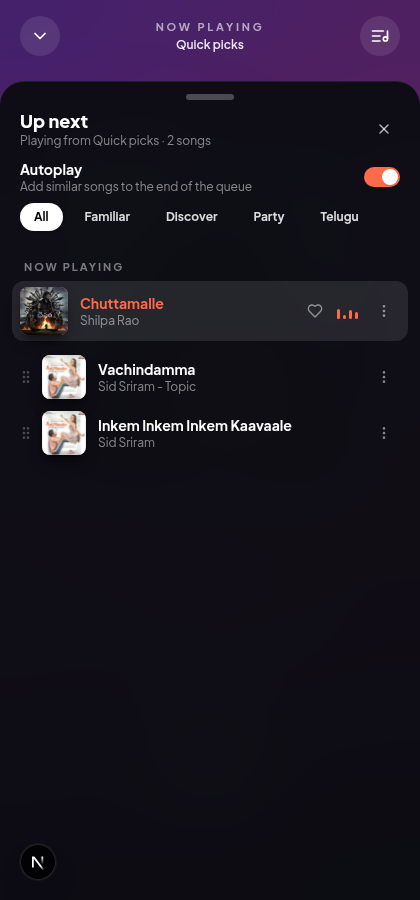 NOW PLAYING
Quick picks
Up next
Playing from Quick picks · 2 songs
Autoplay
Add similar songs to the end of the queue
All Familiar Discover Party Telugu
NOW PLAYING
Chuttamalle
Shilpa Rao
Vachindamma
Sid Sriram - Topic
Inkem Inkem Inkem Kaavaale
Sid Sriram
N